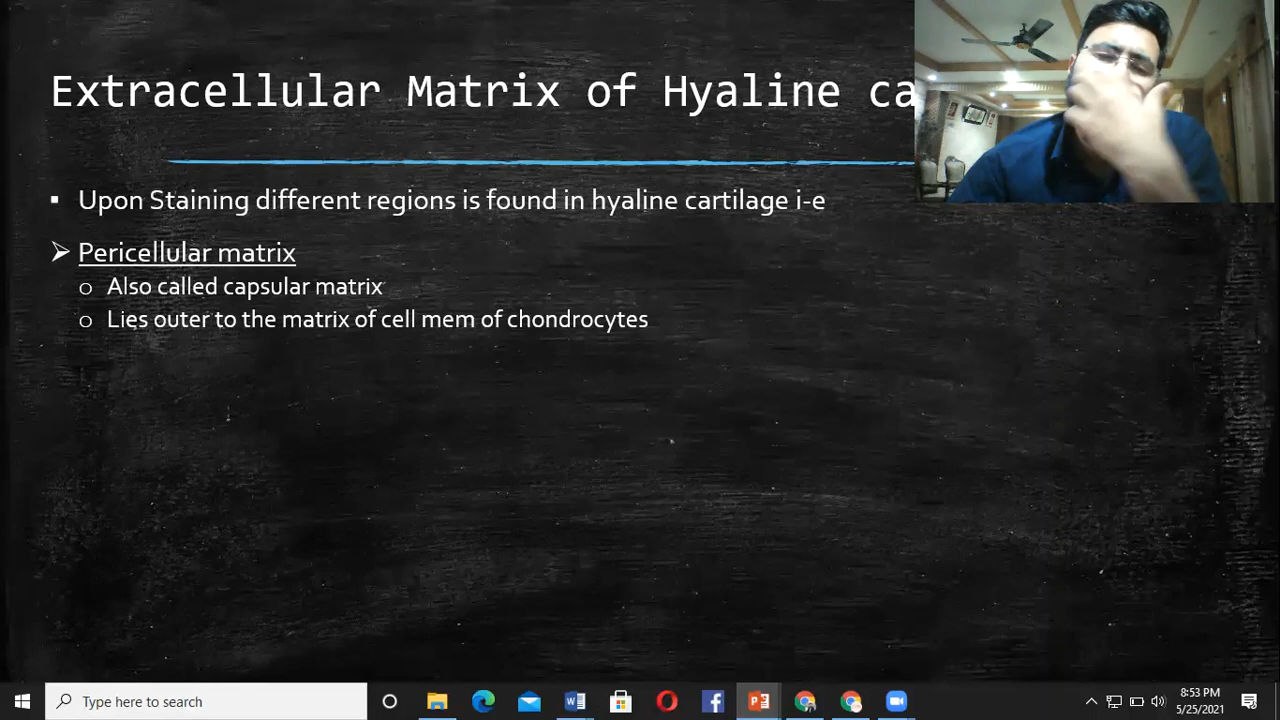 Extracellular Matrix of Hyaline ca
▪ Upon Staining different regions is found in hyaline cartilage i-e
➢ Pericellular matrix
o Also called capsular matrix
o Lies outer to the matrix of cell mem of chondrocytes
Type here to search
8:53 PM
5/25/2021